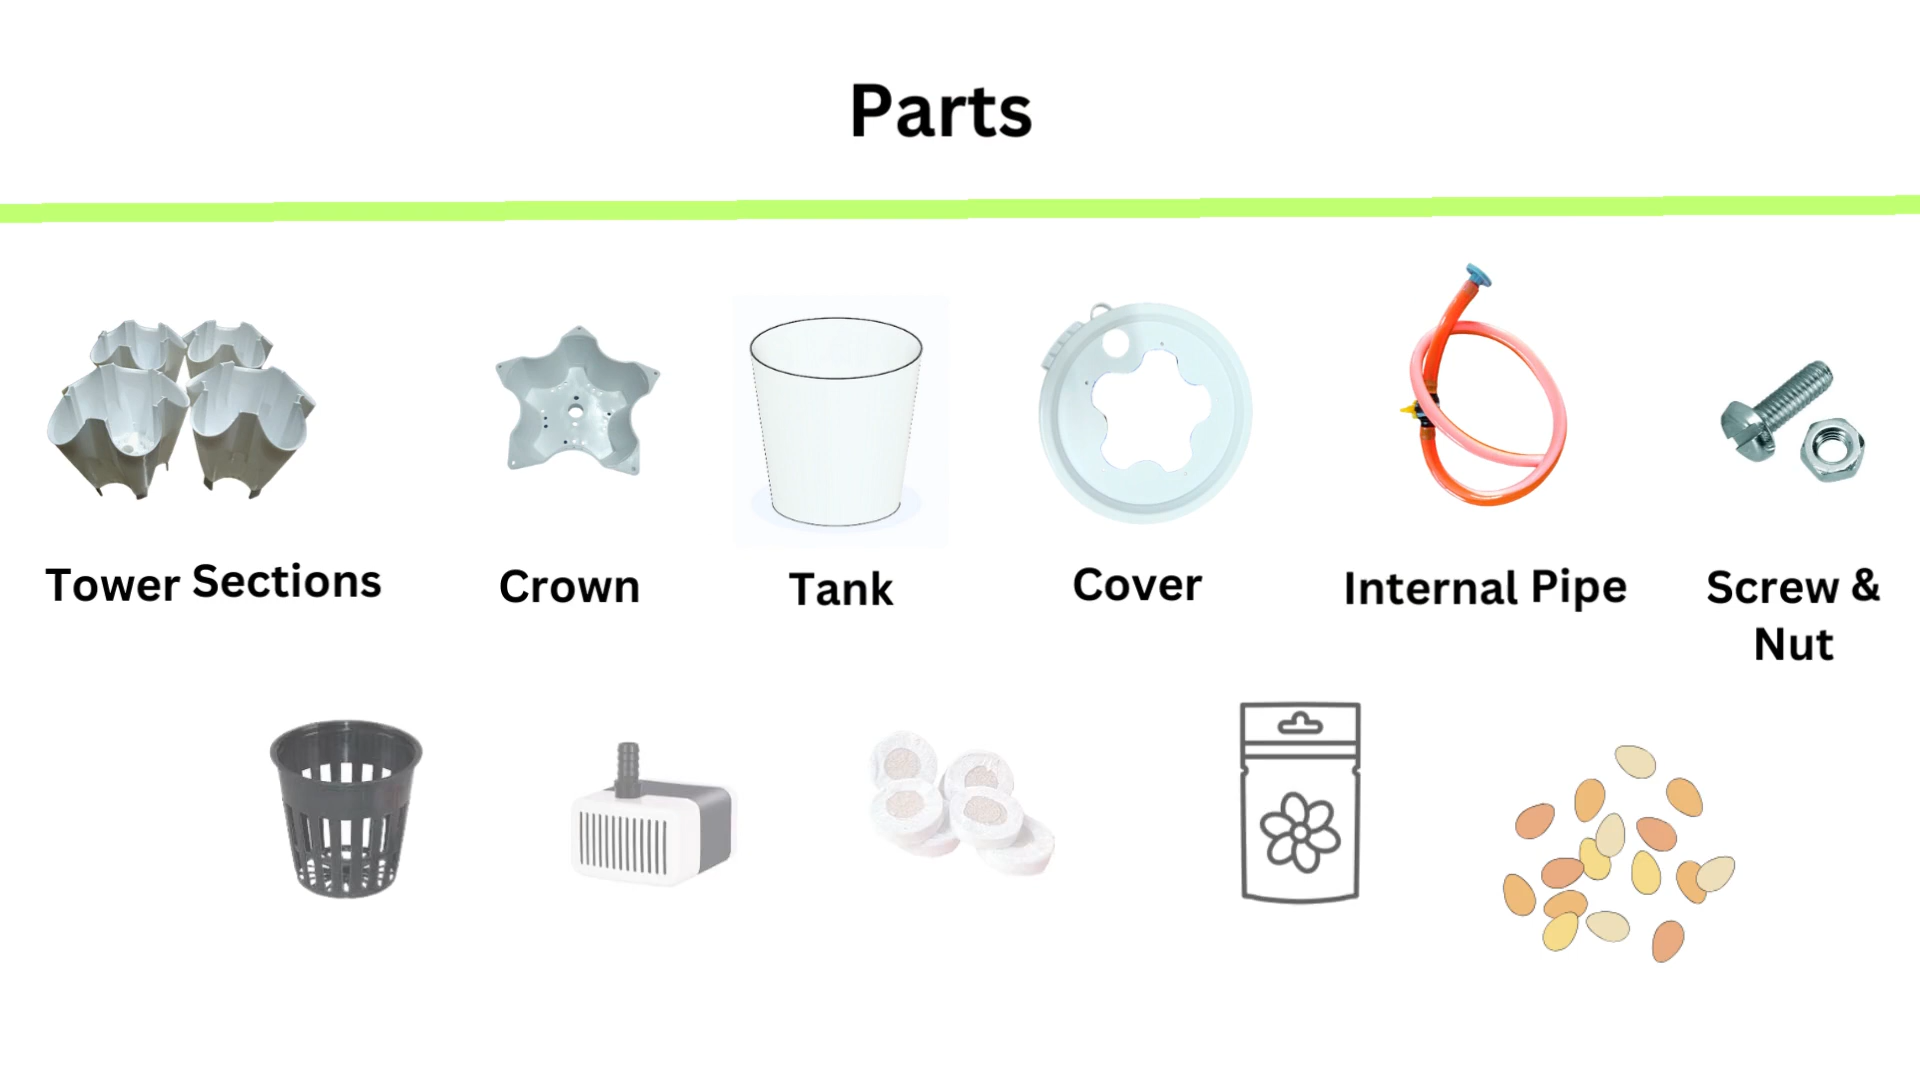 Parts
Tower Sections
Crown
Tank
Cover
Internal Pipe
Screw &
Nut